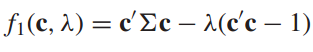 f₁(c, λ) = c′Σc − λ(c′c − 1)